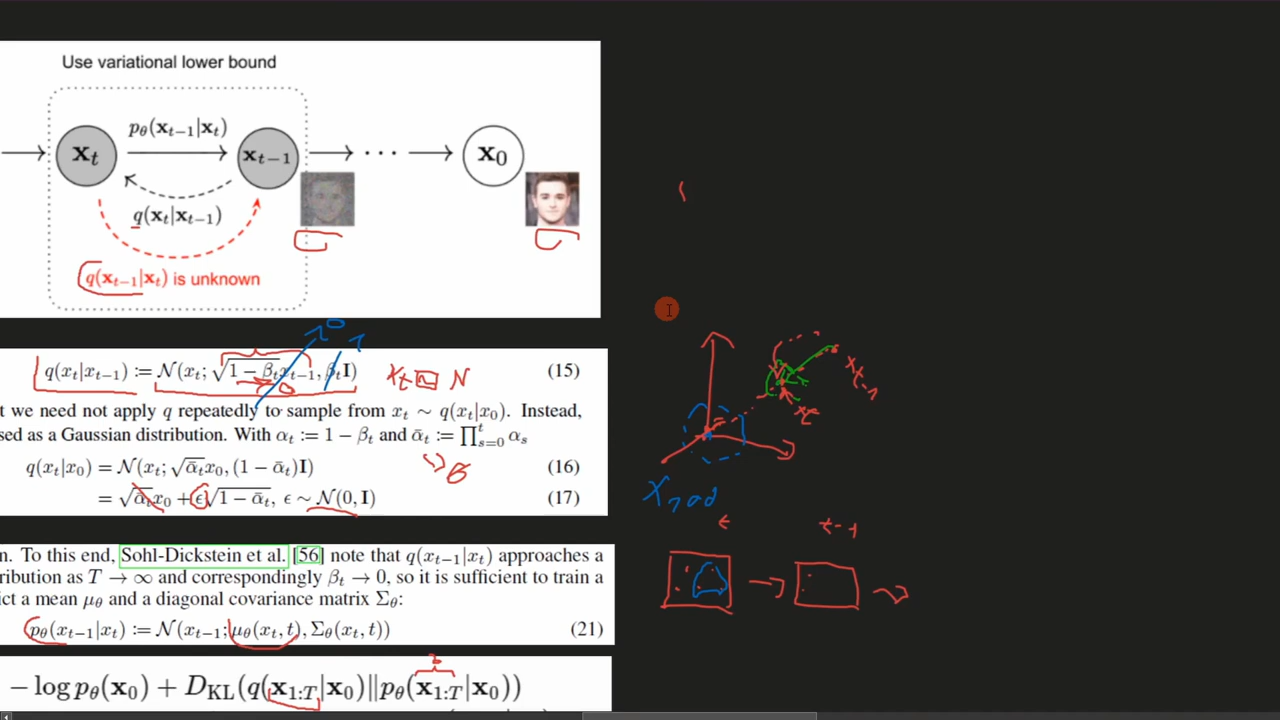 Use variational lower bound
pθ(x_{t−1}|x_t)
x_t
x_{t−1}
· · ·
x_0
q(x_t|x_{t−1})
q(x_{t−1}|x_t) is unknown
q(x_t|x_{t−1}) := N(x_t; √(1 − β_t) x_{t−1}, β_t I) (15)
x_t ~ N
t we need not apply q repeatedly to sample from x_t ∼ q(x_t|x_0). Instead,
sed as a Gaussian distribution. With α_t := 1 − β_t and ᾱ_t := ∏_{s=0}^{t} α_s
q(x_t|x_0) = N(x_t; √ᾱ_t x_0, (1 − ᾱ_t)I) (16)
= √ᾱ_t x_0 + ϵ√(1 − ᾱ_t), ϵ ∼ N(0, I) (17)
x_{t-1}
x_t
t
t-1
n. To this end, Sohl-Dickstein et al. [56] note that q(x_{t−1}|x_t) approaches a
ribution as T → ∞ and correspondingly β_t → 0, so it is sufficient to train a
ict a mean μ_θ and a diagonal covariance matrix Σ_θ:
p_θ(x_{t−1}|x_t) := N(x_{t−1}; μ_θ(x_t, t), Σ_θ(x_t, t)) (21)
− log p_θ(x_0) + D_KL(q(x_{1:T}|x_0)‖p_θ(x_{1:T}|x_0))